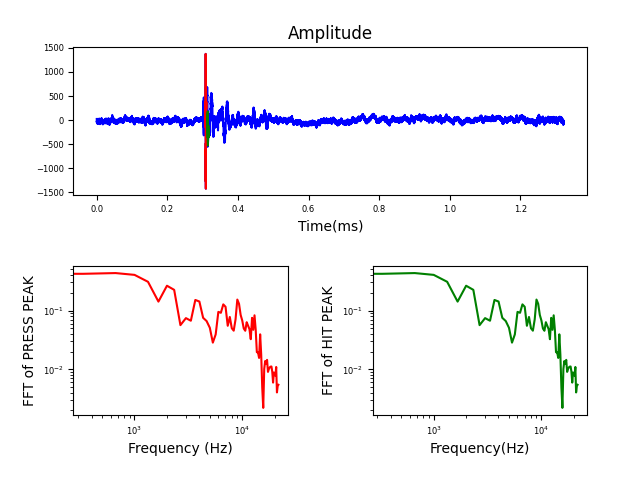 Amplitude
1500
1000
500
0
−500
−1000
−1500
0.0 0.2 0.4 0.6 0.8 1.0 1.2
Time(ms)
FFT of PRESS PEAK
10⁻¹
10⁻²
10³ 10⁴
Frequency (Hz)
FFT of HIT PEAK
10⁻¹
10⁻²
10³ 10⁴
Frequency(Hz)